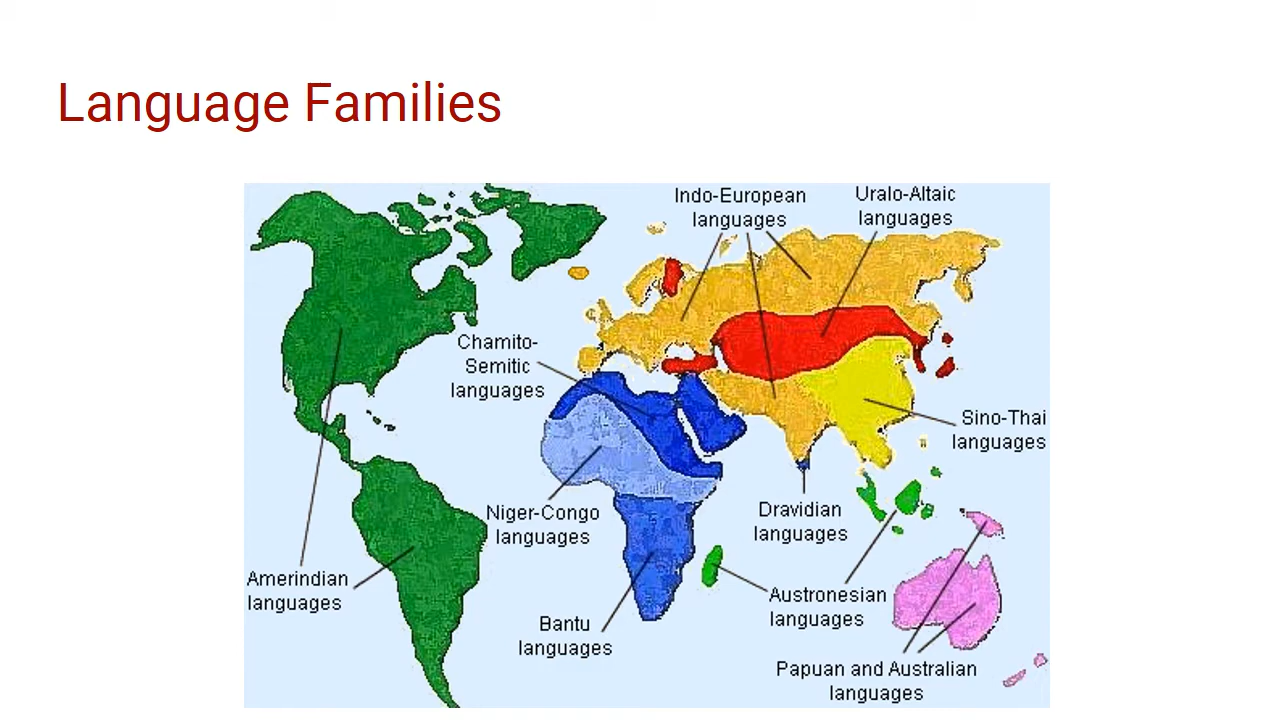 Language Families
Indo-European
languages
Uralo-Altaic
languages
Chamito-
Semitic
languages
Sino-Thai
languages
Niger-Congo
languages
Dravidian
languages
Amerindian
languages
Austronesian
languages
Bantu
languages
Papuan and Australian
languages